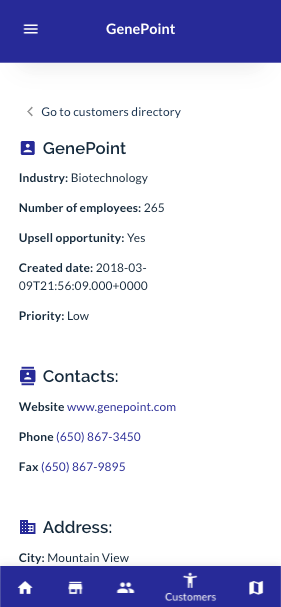 GenePoint
Go to customers directory
GenePoint
Industry: Biotechnology
Number of employees: 265
Upsell opportunity: Yes
Created date: 2018-03-
09T21:56:09.000+0000
Priority: Low
Contacts:
Website www.genepoint.com
Phone (650) 867-3450
Fax (650) 867-9895
Address:
City: Mountain View
Customers